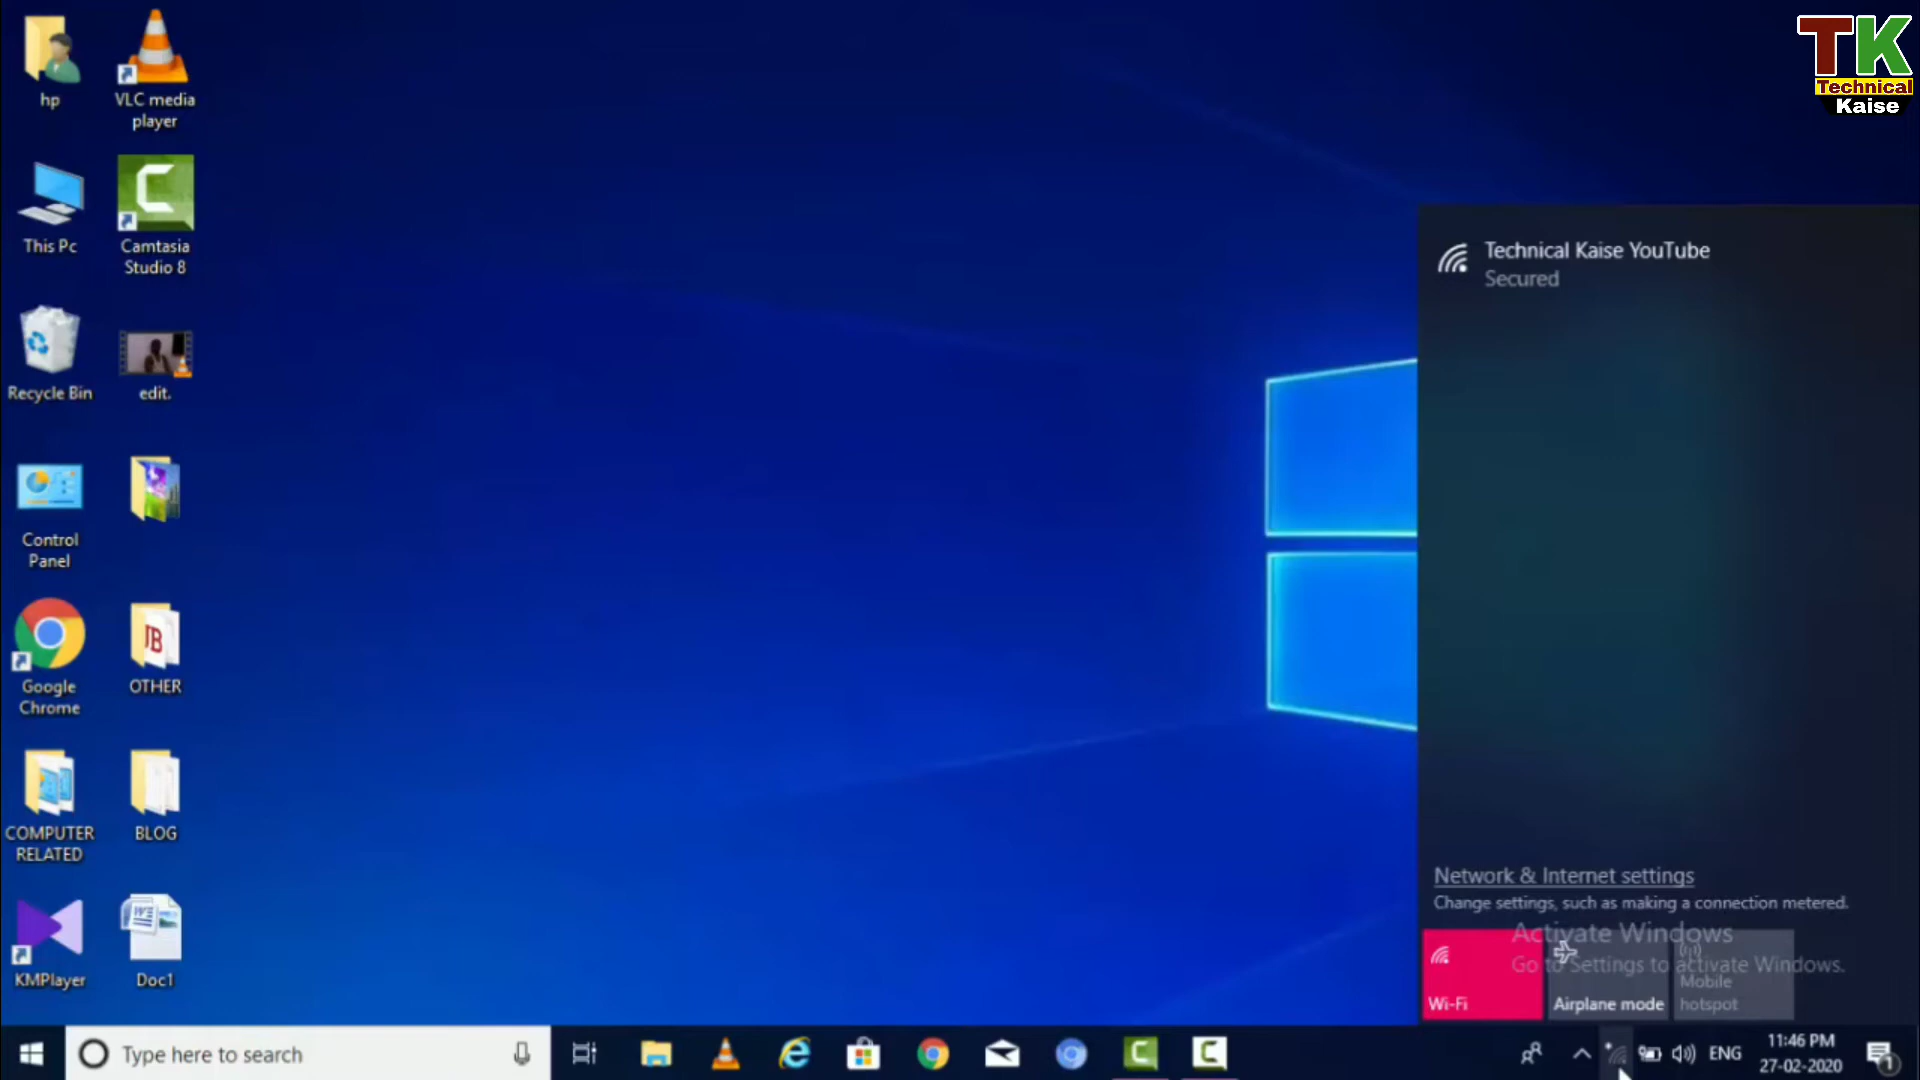 hp
VLC media
player
This Pc
Camtasia
Studio 8
Recycle Bin
edit.
Control
Panel
Google
Chrome
OTHER
COMPUTER
RELATED
BLOG
KMPlayer
Doc1
TK
Technical
Kaise
Technical Kaise YouTube
Secured
Network & Internet settings
Change settings, such as making a connection metered.
Activate Windows
Go to Settings to activate Windows.
Wi-Fi
Airplane mode
Mobile
hotspot
Type here to search
ENG
11:46 PM
27-02-2020
1